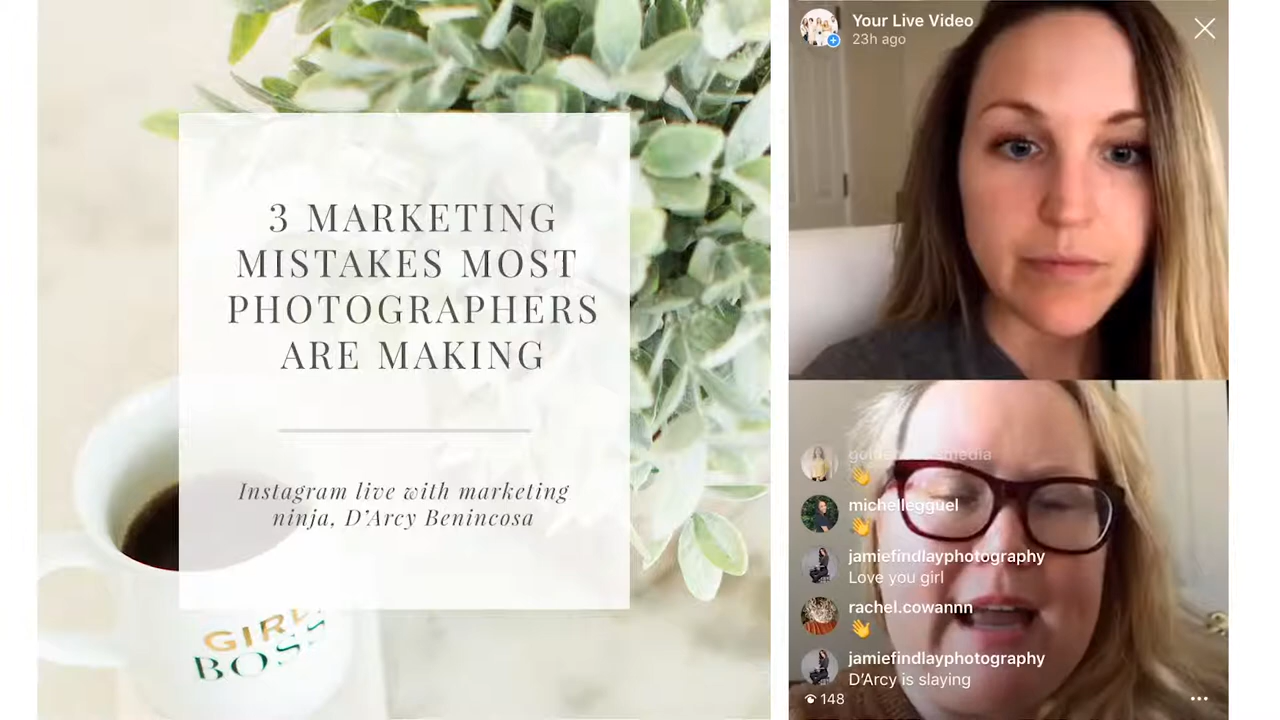 3 MARKETING
MISTAKES MOST
PHOTOGRAPHERS
ARE MAKING
Instagram live with marketing
ninja, D'Arcy Benincosa
GIRL
BOSS
Your Live Video
23h ago
michellegguel
👋
jamiefindlayphotography
Love you girl
rachel.cowannn
👋
jamiefindlayphotography
D'Arcy is slaying
148